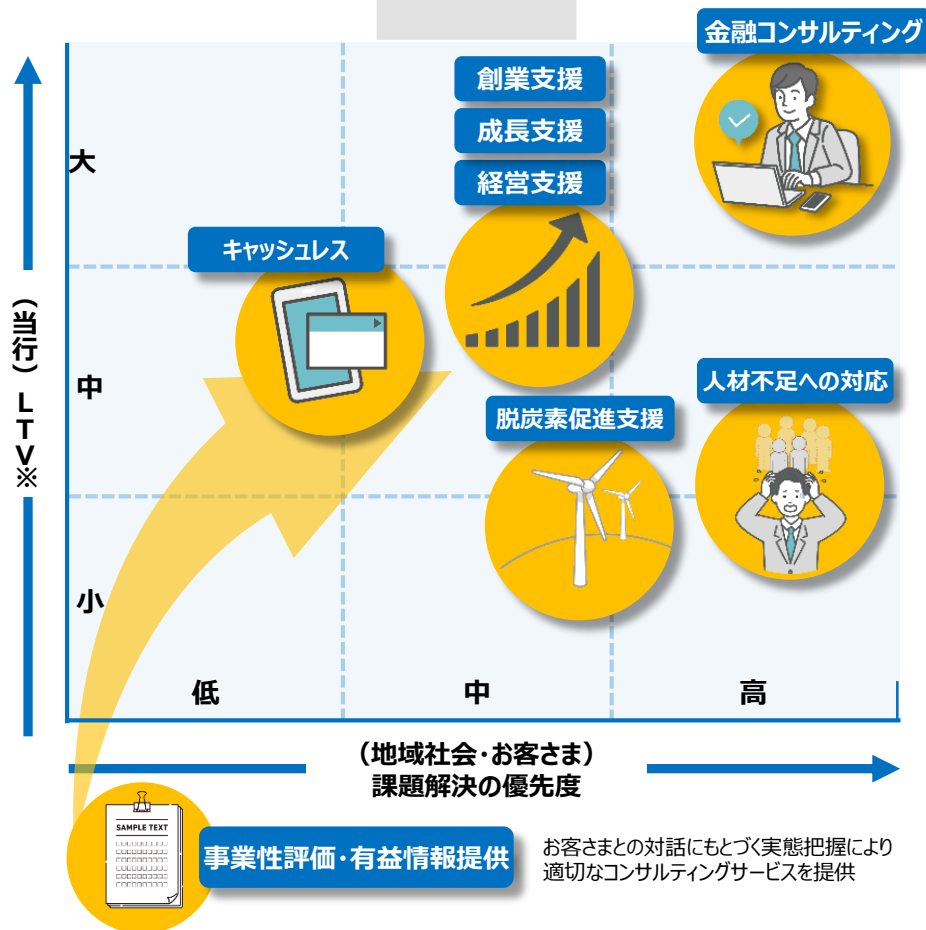 金融コンサルティング
創業支援
成長支援
経営支援
大
キャッシュレス
(当行)LTV※
中
人材不足への対応
脱炭素促進支援
小
低
中
高
(地域社会・お客さま)
課題解決の優先度
SAMPLE TEXT
事業性評価・有益情報提供
お客さまとの対話にもとづく実態把握により
適切なコンサルティングサービスを提供